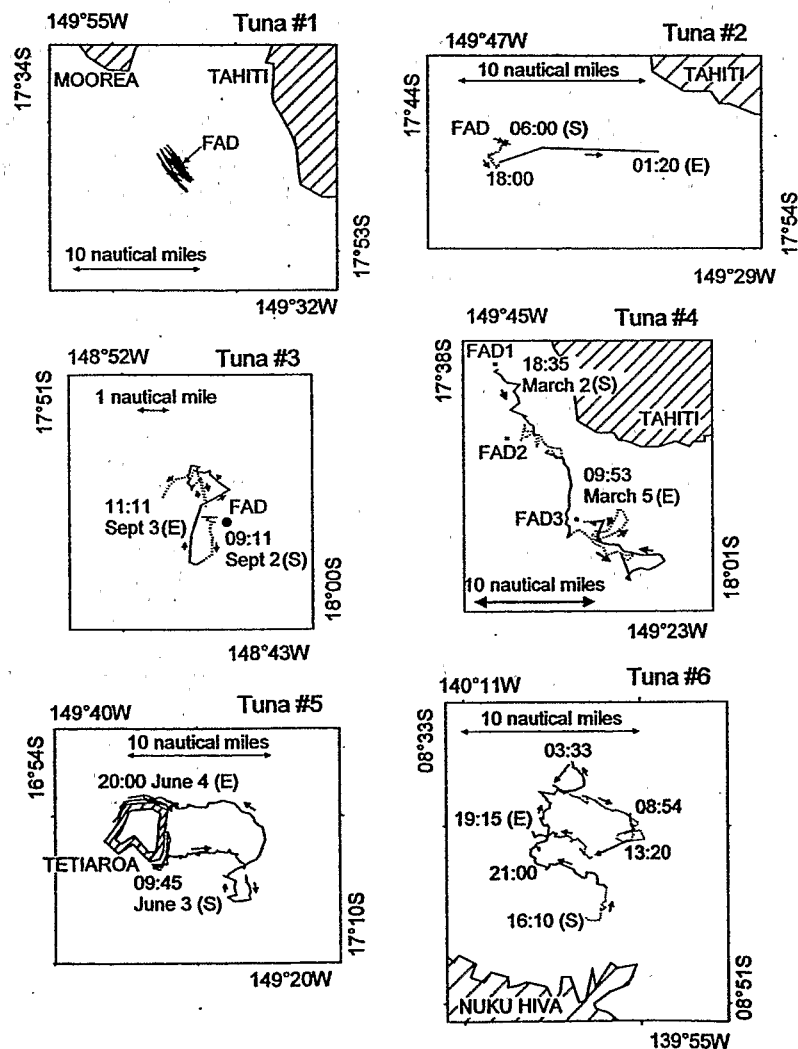 149°55W Tuna #1
17°34S
MOOREA
TAHITI
FAD
10 nautical miles
17°53S
149°32W
149°47W Tuna #2
17°44S
10 nautical miles
TAHITI
FAD
06:00 (S)
18:00
01:20 (E)
17°54S
149°29W
148°52W Tuna #3
17°51S
1 nautical mile
11:11
Sept 3 (E)
FAD
09:11
Sept 2 (S)
18°00S
148°43W
149°45W Tuna #4
17°38S
FAD1
18:35
March 2 (S)
TAHITI
FAD2
09:53
March 5 (E)
FAD3
10 nautical miles
18°01S
149°23W
149°40W Tuna #5
16°54S
10 nautical miles
20:00 June 4 (E)
TETIAROA
09:45
June 3 (S)
17°10S
149°20W
140°11W Tuna #6
08°33S
10 nautical miles
03:33
08:54
19:15 (E)
13:20
21:00
16:10 (S)
NUKU HIVA
08°51S
139°55W